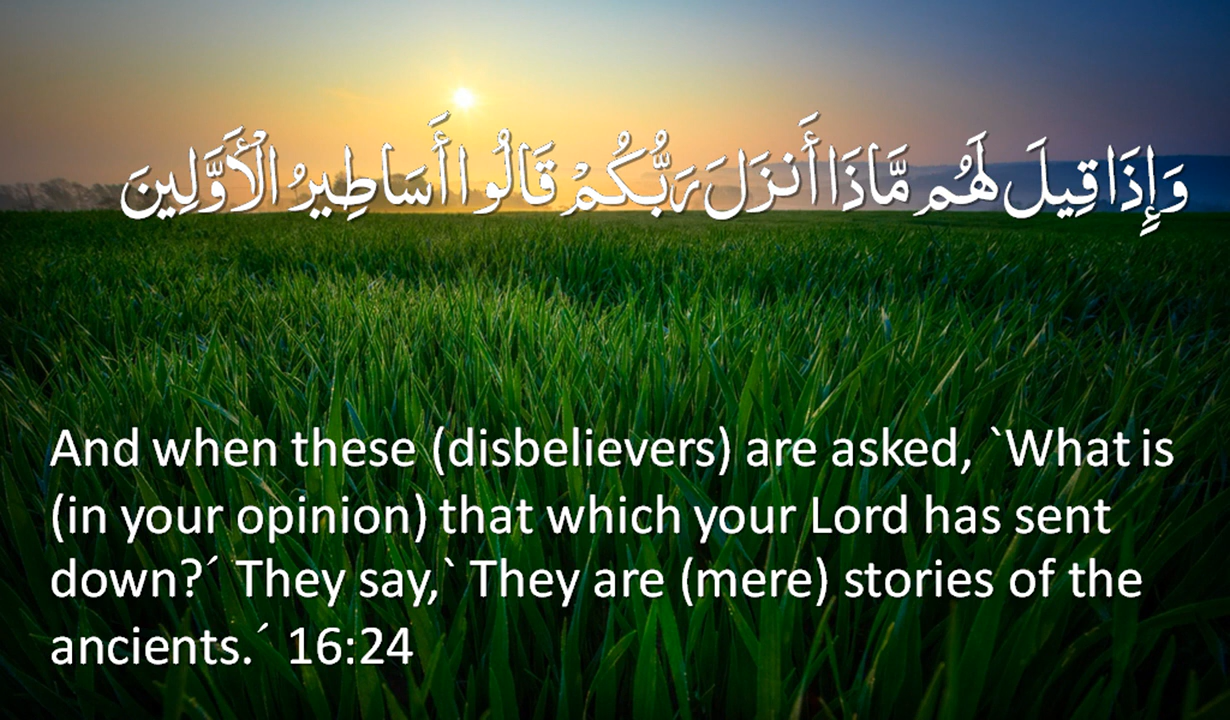 وَإِذَا قِيلَ لَهُم مَّاذَا أَنزَلَ رَبُّكُمْ قَالُوا أَسَاطِيرُ الْأَوَّلِينَ
And when these (disbelievers) are asked, `What is
(in your opinion) that which your Lord has sent
down?´ They say,` They are (mere) stories of the
ancients.´ 16:24